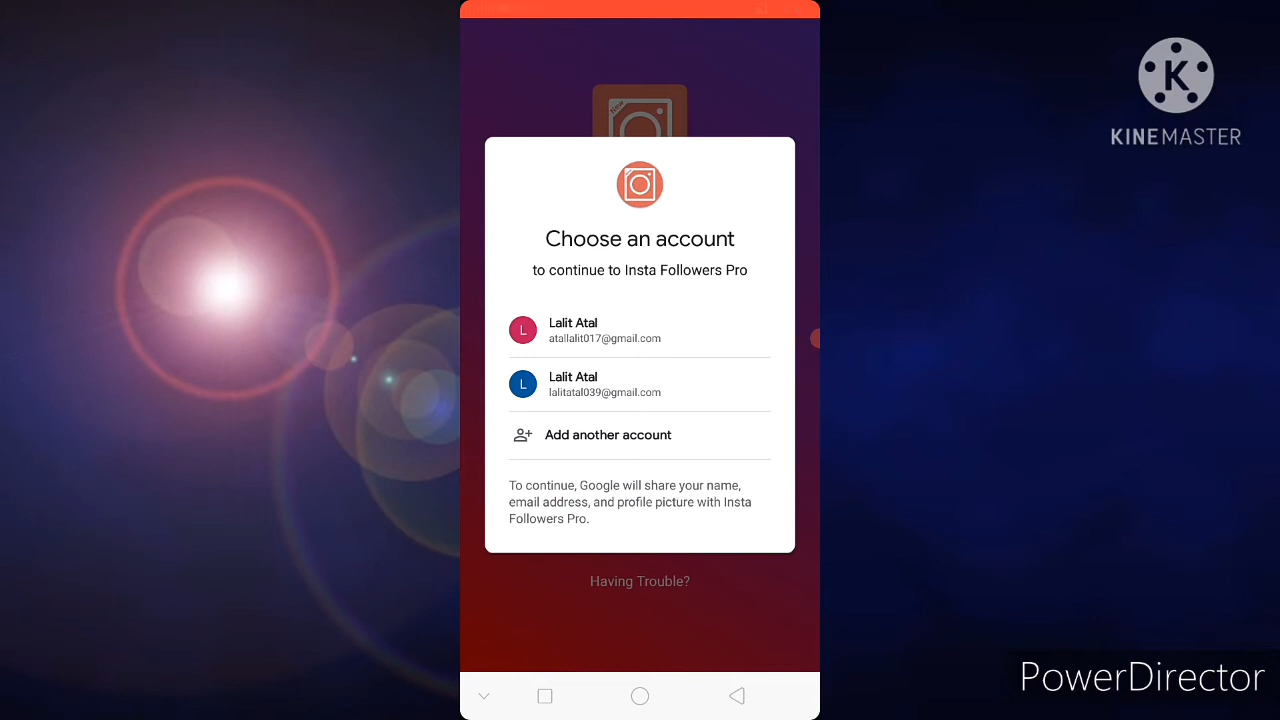 New
K
KINEMASTER
Choose an account
to continue to Insta Followers Pro
L
Lalit Atal
atallalit017@gmail.com
L
Lalit Atal
lalitatal039@gmail.com
Add another account
To continue, Google will share your name,
email address, and profile picture with Insta
Followers Pro.
Having Trouble?
PowerDirector